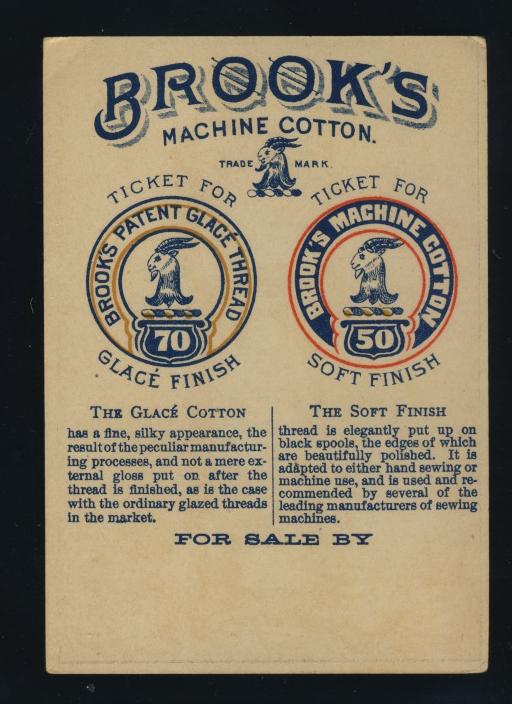 BROOK'S
MACHINE COTTON.
TRADE MARK.
TICKET FOR
BROOKS PATENT GLACÉ THREAD
70
GLACÉ FINISH
TICKET FOR
BROOK'S MACHINE COTTON
50
SOFT FINISH
THE GLACÉ COTTON
has a fine, silky appearance, the
result of the peculiar manufactur-
ing processes, and not a mere ex-
ternal gloss put on after the
thread is finished, as is the case
with the ordinary glazed threads
in the market.
THE SOFT FINISH
thread is elegantly put up on
black spools, the edges of which
are beautifully polished. It is
adapted to either hand sewing or
machine use, and is used and re-
commended by several of the
leading manufacturers of sewing
machines.
FOR SALE BY